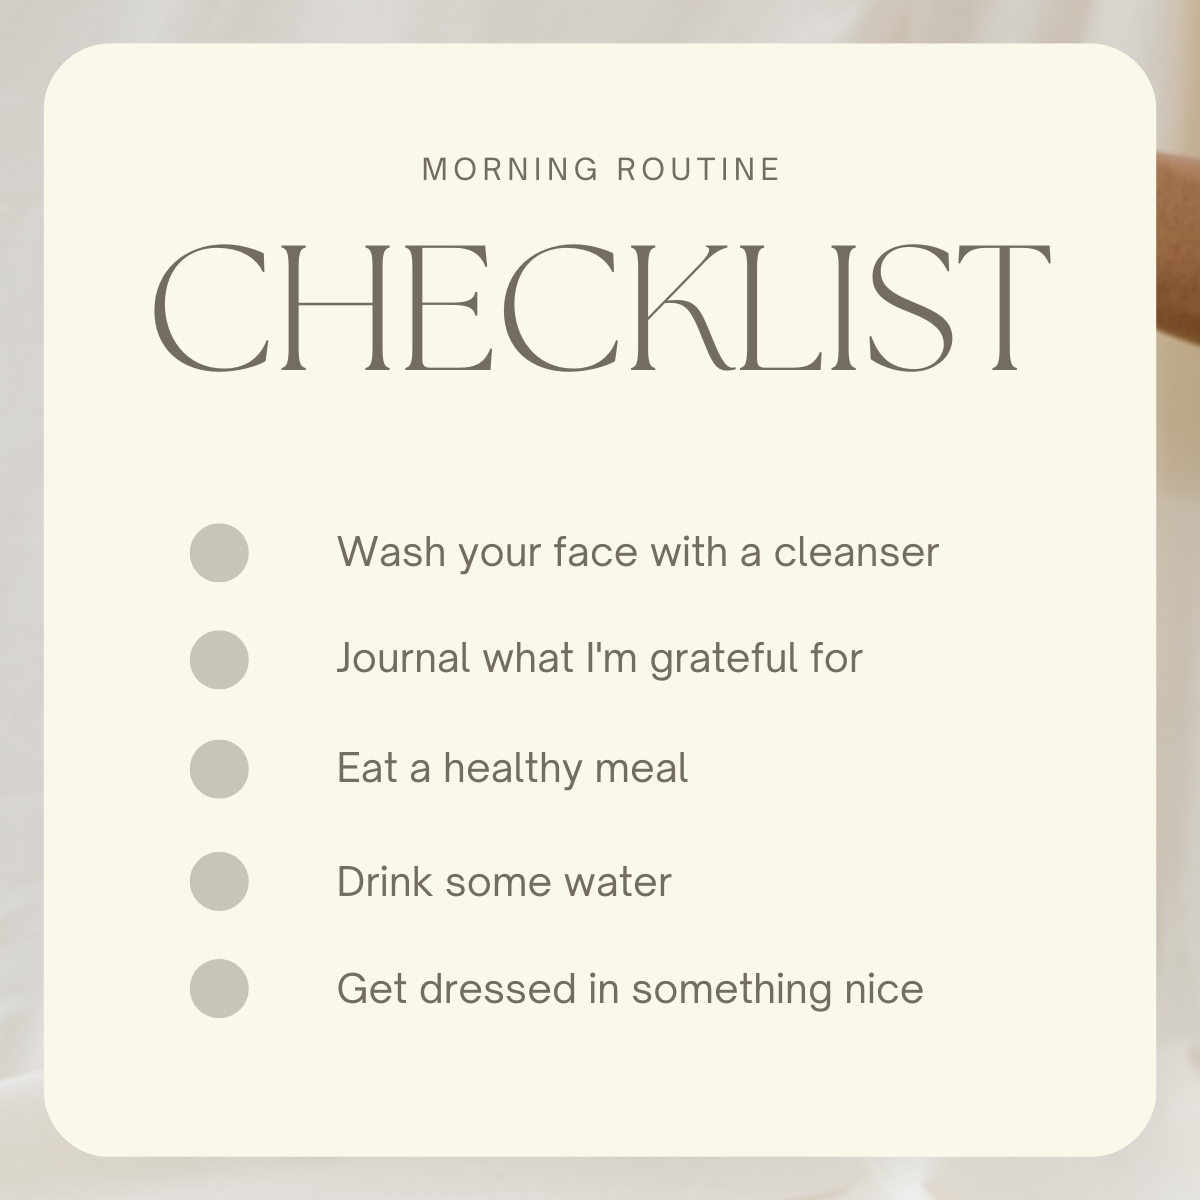 MORNING ROUTINE
CHECKLIST
Wash your face with a cleanser
Journal what I'm grateful for
Eat a healthy meal
Drink some water
Get dressed in something nice